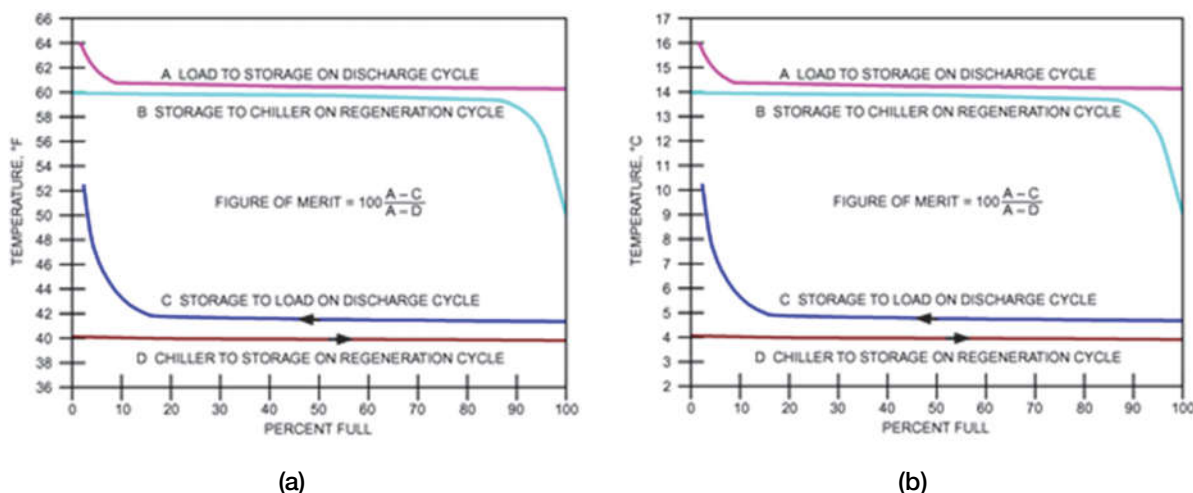 66
64
62
60
58
56
54
52
50
48
46
44
42
40
38
36
TEMPERATURE, °F
A LOAD TO STORAGE ON DISCHARGE CYCLE
B STORAGE TO CHILLER ON REGENERATION CYCLE
FIGURE OF MERIT = 100 A – C / A – D
C STORAGE TO LOAD ON DISCHARGE CYCLE
D CHILLER TO STORAGE ON REGENERATION CYCLE
0 10 20 30 40 50 60 70 80 90 100
PERCENT FULL
(a)
17
16
15
14
13
12
11
10
9
8
7
6
5
4
3
2
TEMPERATURE, °C
A LOAD TO STORAGE ON DISCHARGE CYCLE
B STORAGE TO CHILLER ON REGENERATION CYCLE
FIGURE OF MERIT = 100 A – C / A – D
C STORAGE TO LOAD ON DISCHARGE CYCLE
D CHILLER TO STORAGE ON REGENERATION CYCLE
0 10 20 30 40 50 60 70 80 90 100
PERCENT FULL
(b)